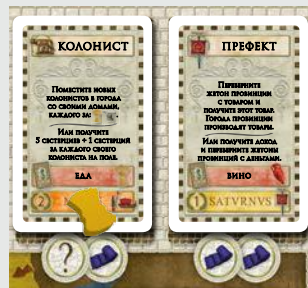 КОЛОНИСТ
Поместите новых
колонистов в города
со своими домами,
каждого за:
Или получите
5 сестерциев + 1 сестерций
за каждого своего
колониста на поле.
ЕДА
2
?
ПРЕФЕКТ
Переверните
жетон провинции
с товаром и
получите этот товар.
Города провинции
производят товары.
Или получите доход
и переверните жетоны
провинций с деньгами.
ВИНО
1 SATVRNVS